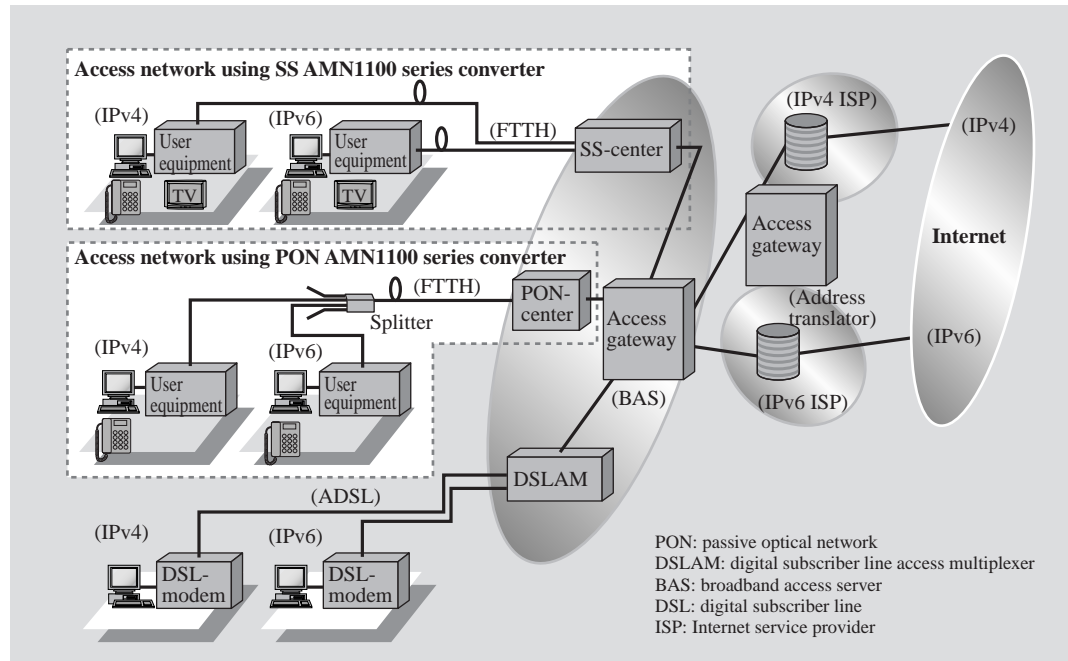 Access network using SS AMN1100 series converter
(IPv4)
User
equipment
TV
(IPv6)
User
equipment
TV
(FTTH)
SS-center
(IPv4 ISP)
(IPv4)
Access
gateway
(Address
translator)
Internet
(IPv6)
(IPv6 ISP)
Access network using PON AMN1100 series converter
(FTTH)
Splitter
PON-
center
Access
gateway
(BAS)
(IPv4)
User
equipment
(IPv6)
User
equipment
DSLAM
(ADSL)
(IPv4)
DSL-
modem
(IPv6)
DSL-
modem
PON: passive optical network
DSLAM: digital subscriber line access multiplexer
BAS: broadband access server
DSL: digital subscriber line
ISP: Internet service provider